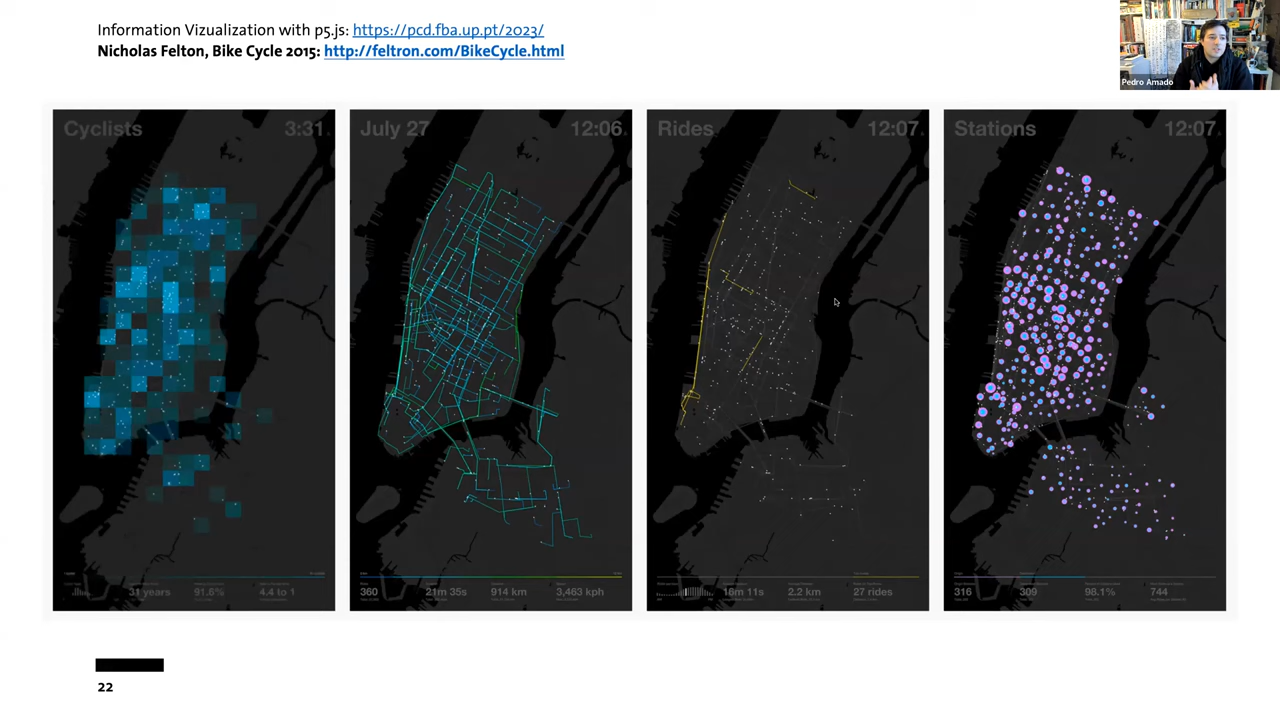 Information Vizualization with p5.js: https://pcd.fba.up.pt/2023/
Nicholas Felton, Bike Cycle 2015: http://feltron.com/BikeCycle.html
Pedro Amado
Cyclists 3:31
31 years 91.6% 4.4 to 1
July 27 12:06
360 21m 35s 914 km 3,463 kph
Rides 12:07
16m 11s 2.2 km 27 rides
Stations 12:07
316 309 98.1% 744
22